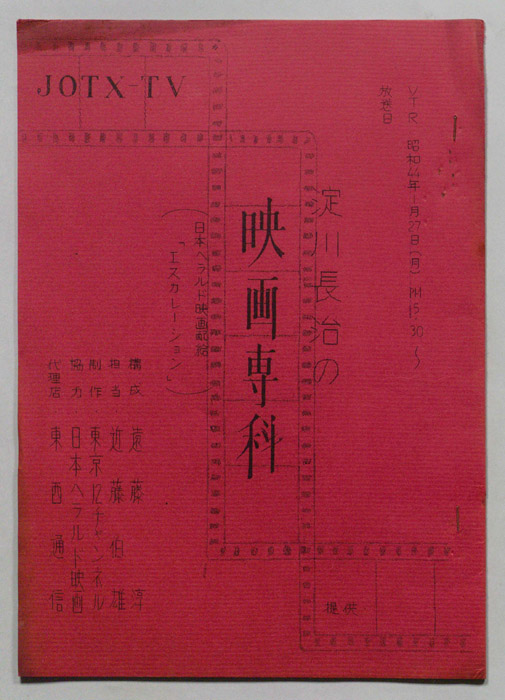 JOTX-TV
VTR 昭和44年1月27日(月) PM 15:30〜
放送日
淀川長治の
映画専科
日本ヘラルド映画配給
(「エスカレーション」)
構成 遠藤 淳
担当 近藤伯雄
制作 東京12チャンネル
協力 日本ヘラルド映画
代理店 東西通信
提供